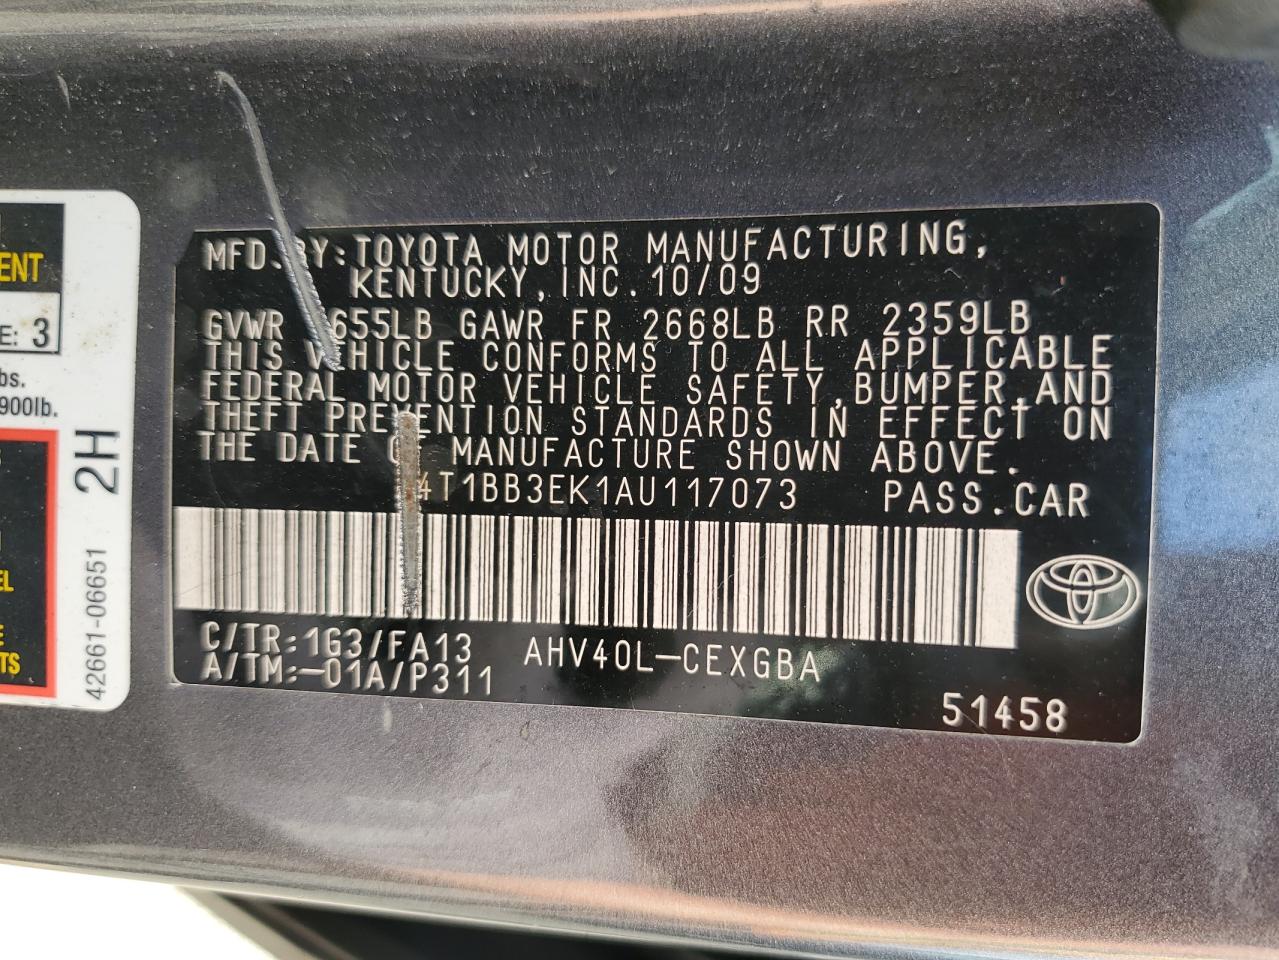 ENT
E: 3
bs.
900lb.
2H
EL
E
TS
42661-06651
MFD. BY: TOYOTA MOTOR MANUFACTURING,
KENTUCKY, INC. 10/09
GVWR 655LB GAWR FR 2668LB RR 2359LB
THIS VEHICLE CONFORMS TO ALL APPLICABLE
FEDERAL MOTOR VEHICLE SAFETY, BUMPER, AND
THEFT PREVENTION STANDARDS IN EFFECT ON
THE DATE OF MANUFACTURE SHOWN ABOVE.
4T1BB3EK1AU117073 PASS. CAR
C/TR: 1G3/FA13 AHV40L-CEXGBA
A/TM: -01A/P311
51458